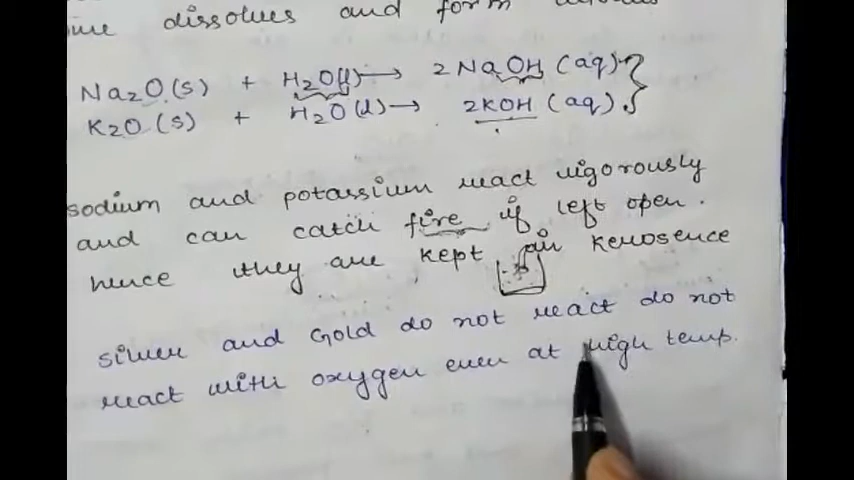 dissolves and form
Na2O(s) + H2O(l) → 2NaOH (aq)
K2O (s) + H2O(l) → 2KOH (aq)
sodium and potassium react vigorously
and can catch fire if left open.
hence they are kept in kerosence
silver and Gold do not react do not
react with oxygen even at high temp.